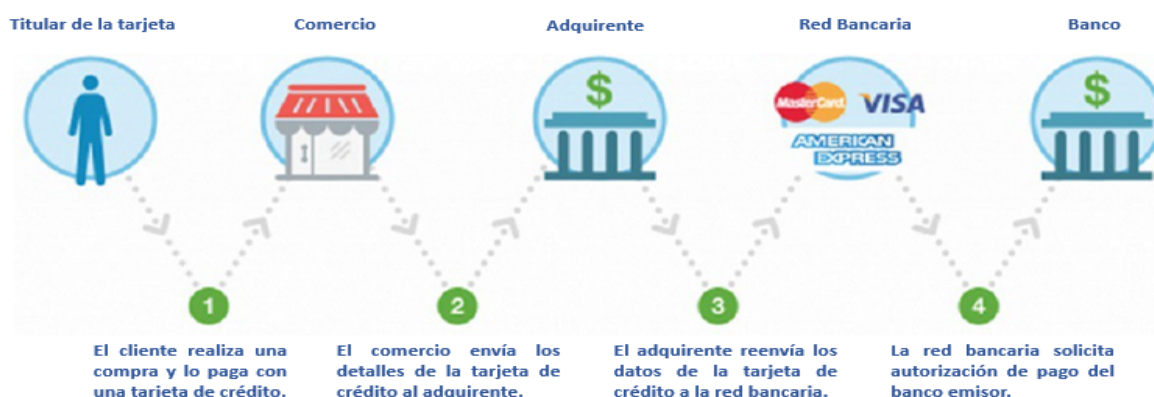 Titular de la tarjeta
Comercio
Adquirente
Red Bancaria
Banco
$
$
MasterCard
VISA
AMERICAN
EXPRESS
1
2
3
4
El cliente realiza una
compra y lo paga con
una tarjeta de crédito.
El comercio envía los
detalles de la tarjeta de
crédito al adquirente.
El adquirente reenvía los
datos de la tarjeta de
crédito a la red bancaria.
La red bancaria solicita
autorización de pago del
banco emisor.